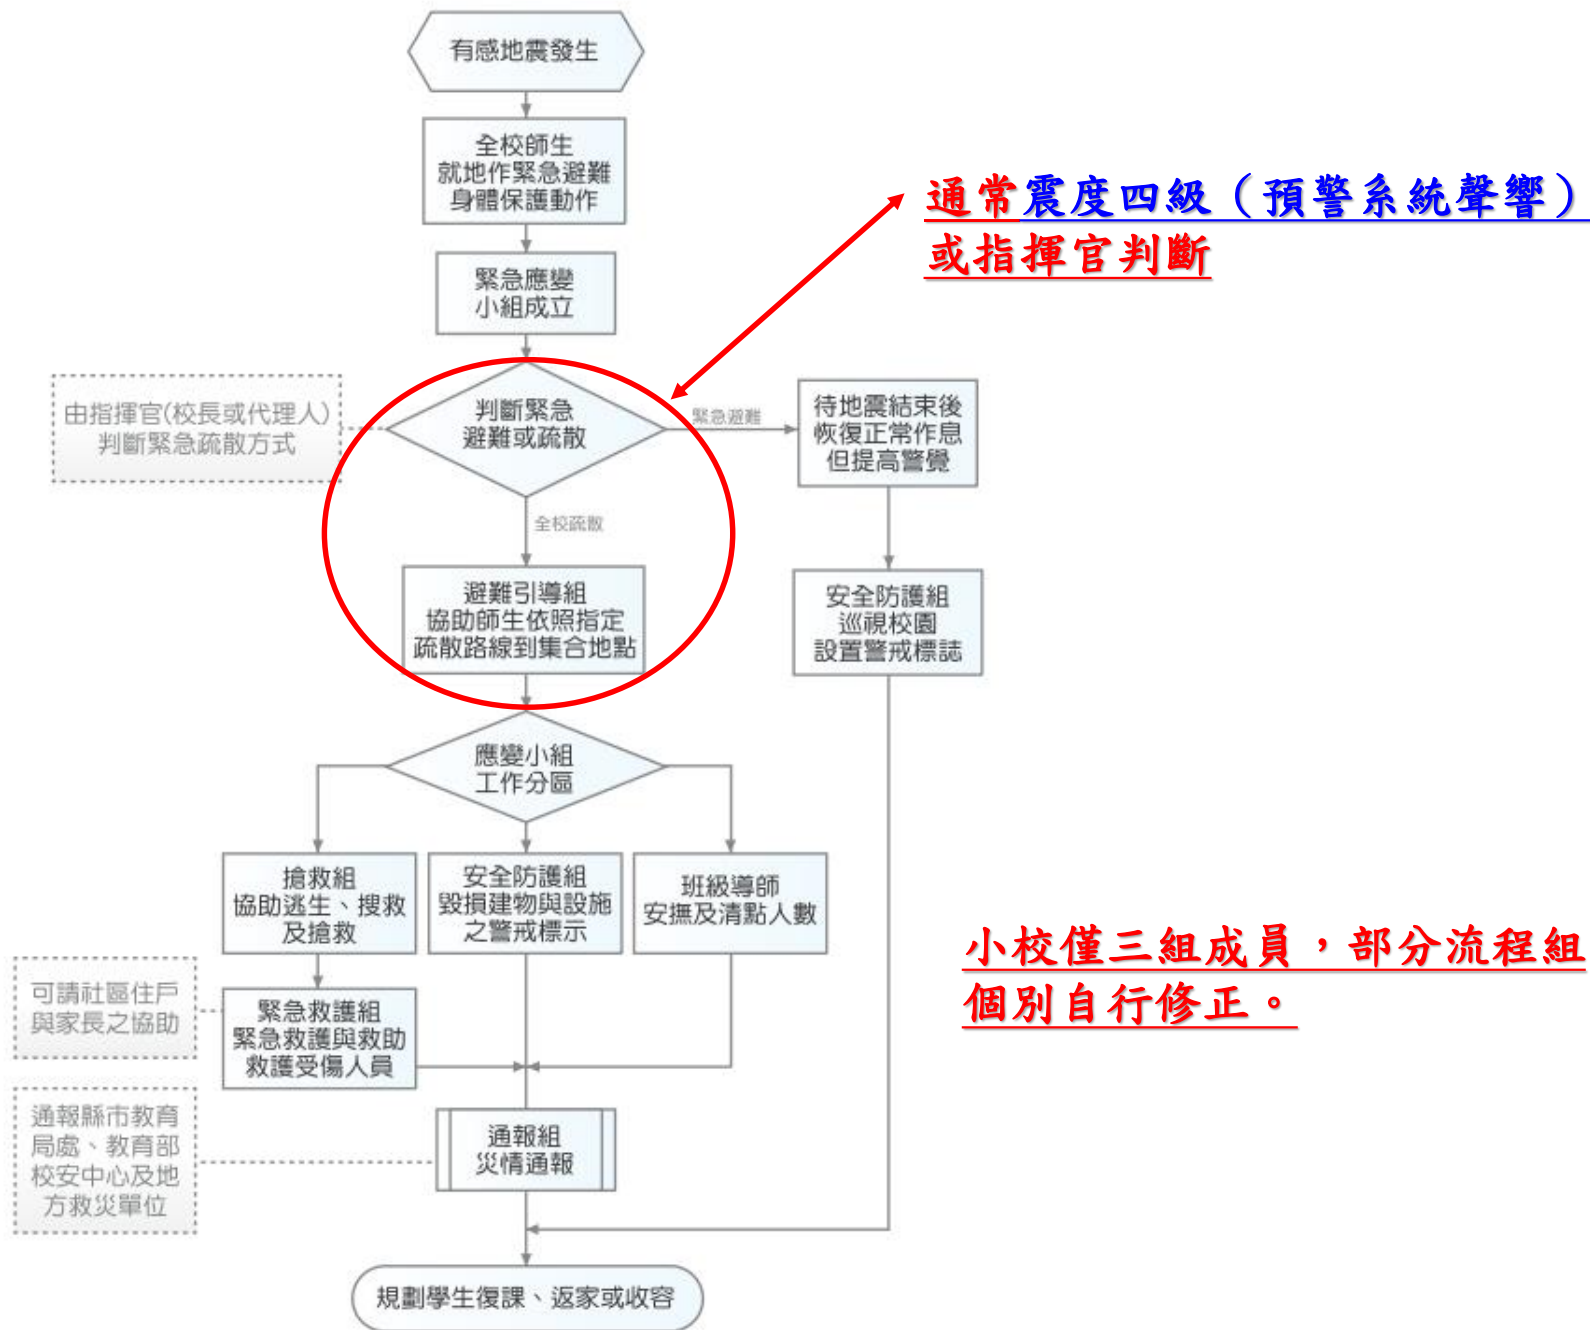 有感地震發生
全校師生
就地作緊急避難
身體保護動作
通常震度四級（預警系統聲響）
或指揮官判斷
緊急應變
小組成立
由指揮官(校長或代理人)
判斷緊急疏散方式
判斷緊急
避難或疏散
緊急避難
待地震結束後
恢復正常作息
但提高警覺
全校疏散
避難引導組
協助師生依照指定
疏散路線到集合地點
安全防護組
巡視校園
設置警戒標誌
應變小組
工作分區
搶救組
協助逃生、搜救
及搶救
安全防護組
毀損建物與設施
之警戒標示
班級導師
安撫及清點人數
小校僅三組成員，部分流程組
個別自行修正。
可請社區住戶
與家長之協助
緊急救護組
緊急救護與救助
救護受傷人員
通報縣市教育
局處、教育部
校安中心及地
方救災單位
通報組
災情通報
規劃學生復課、返家或收容